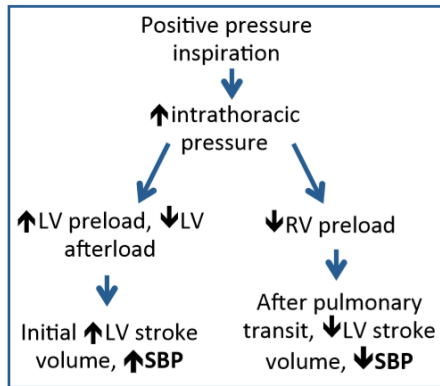 Positive pressure
inspiration
↑intrathoracic
pressure
↑LV preload, ↓LV
afterload
↓RV preload
Initial ↑LV stroke
volume, ↑SBP
After pulmonary
transit, ↓LV stroke
volume, ↓SBP